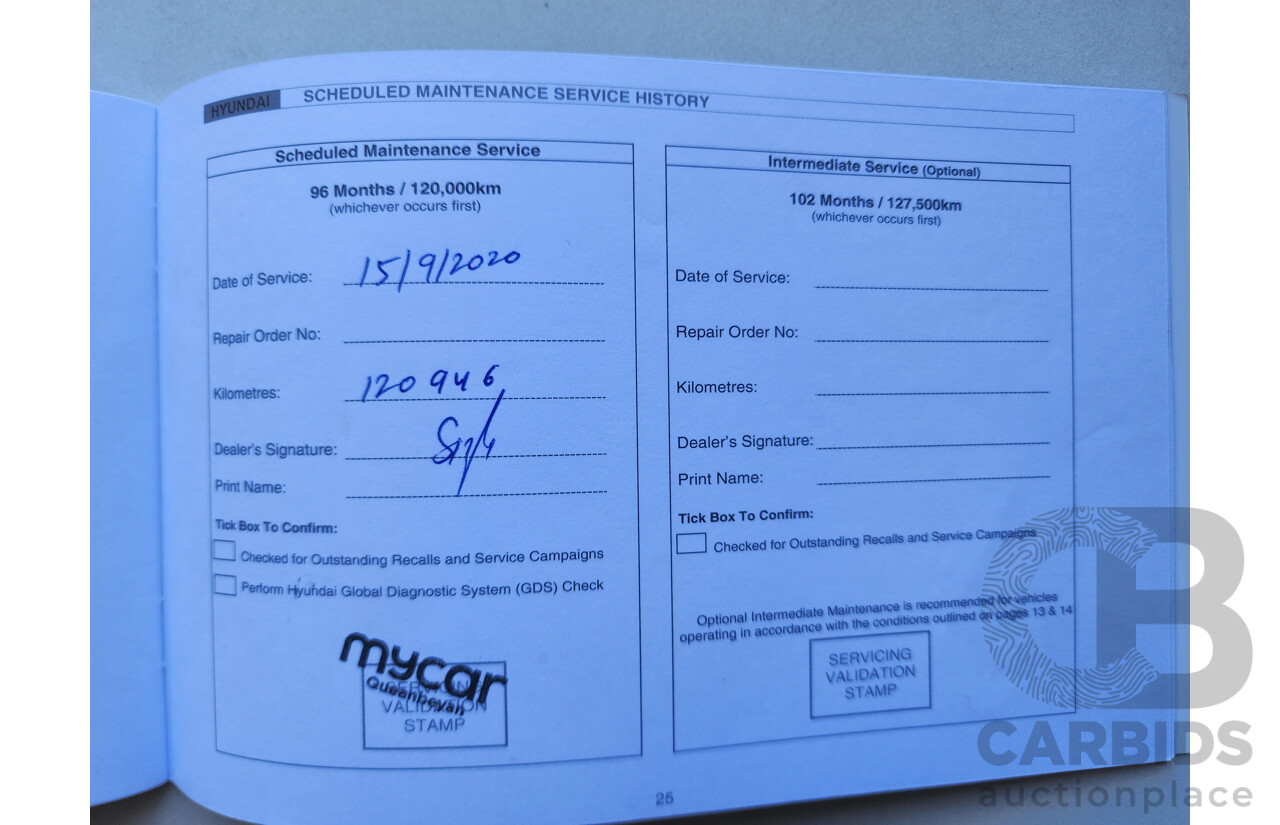 HYUNDAI SCHEDULED MAINTENANCE SERVICE HISTORY
Scheduled Maintenance Service
96 Months / 120,000km
(whichever occurs first)
Date of Service: 15/9/2020
Repair Order No:
Kilometres: 120 946
Dealer's Signature:
Print Name:
Tick Box To Confirm:
Checked for Outstanding Recalls and Service Campaigns
Perform Hyundai Global Diagnostic System (GDS) Check
mycar
Queanbeyan
SERVICING
VALIDATION
STAMP
Intermediate Service (Optional)
102 Months / 127,500km
(whichever occurs first)
Date of Service:
Repair Order No:
Kilometres:
Dealer's Signature:
Print Name:
Tick Box To Confirm:
Checked for Outstanding Recalls and Service Campaigns
Optional Intermediate Maintenance is recommended for vehicles
operating in accordance with the conditions outlined on pages 13 & 14
SERVICING
VALIDATION
STAMP
25
CB
CARBIDS
auctionplace